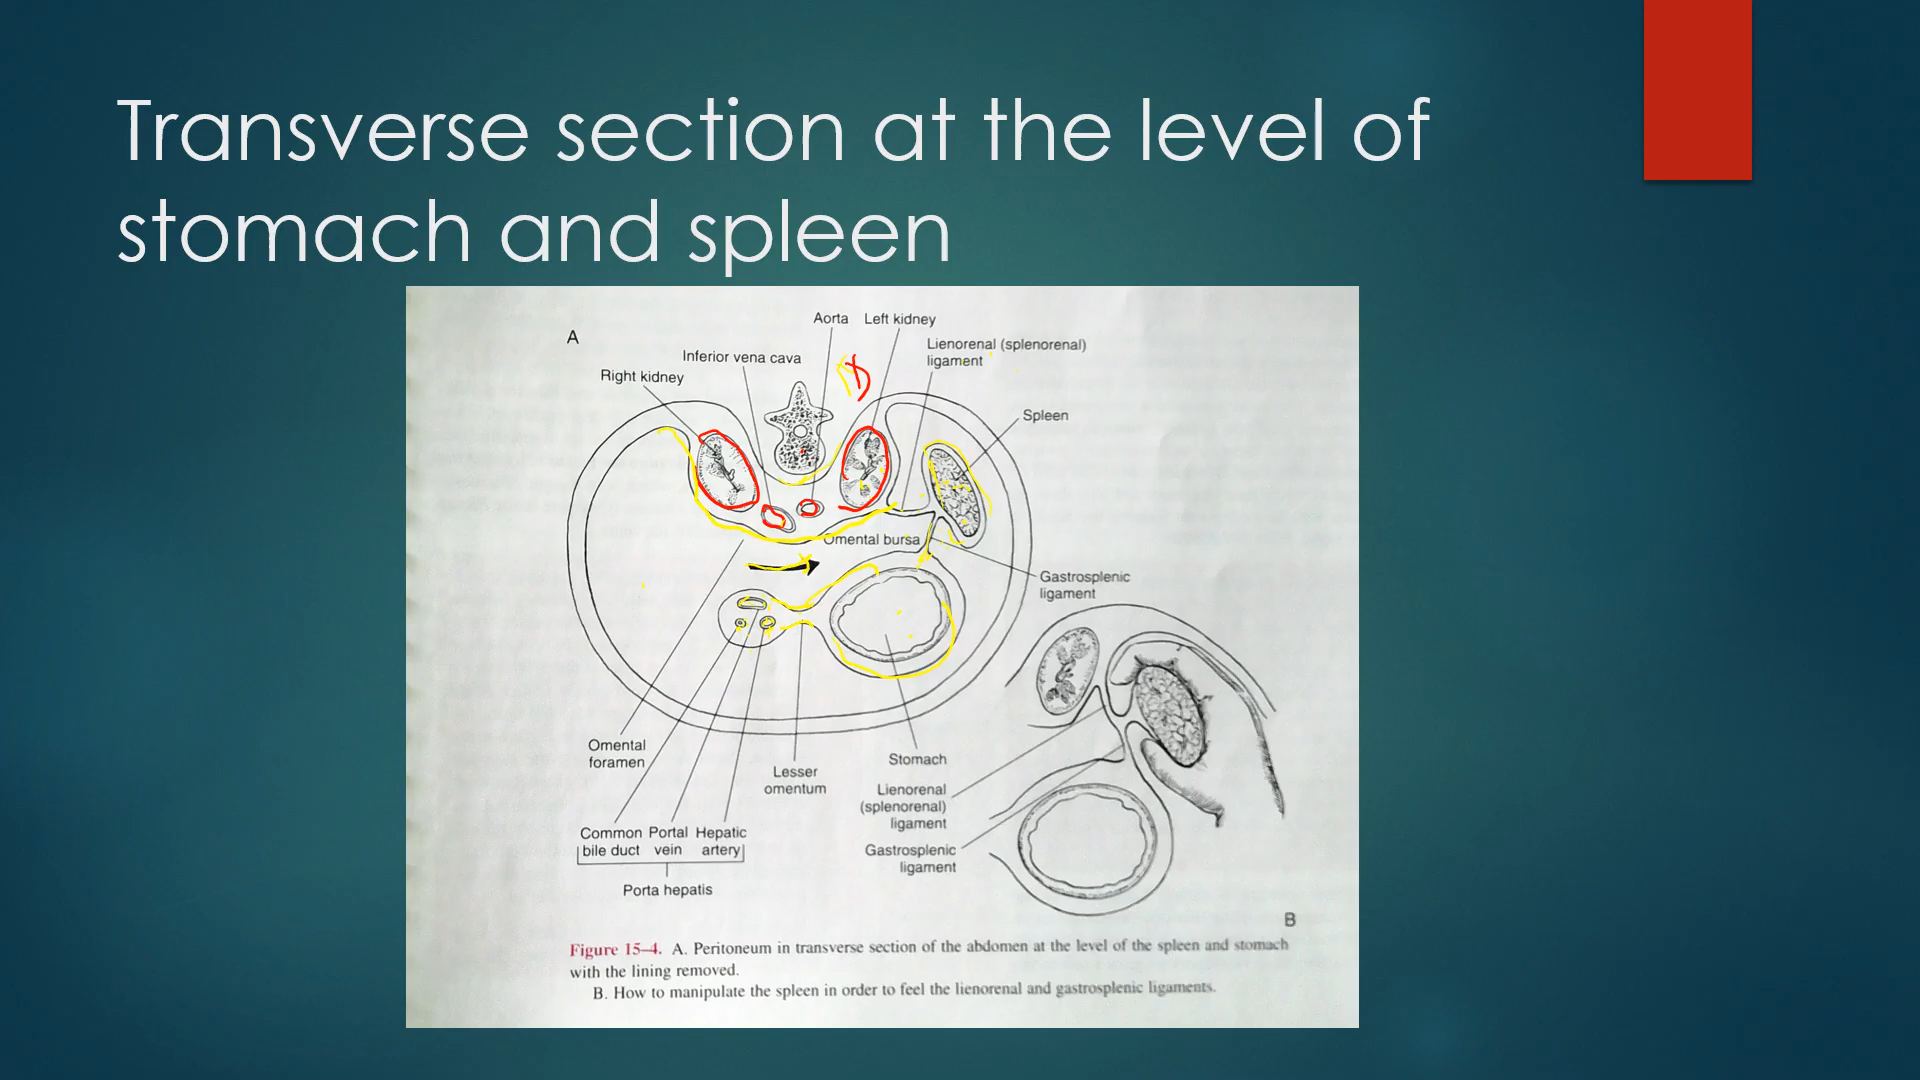 Transverse section at the level of
stomach and spleen
A
Aorta
Left kidney
Inferior vena cava
Lienorenal (splenorenal)
ligament
Right kidney
Spleen
Omental bursa
Gastrosplenic
ligament
Omental
foramen
Lesser
omentum
Stomach
Lienorenal
(splenorenal)
ligament
Common Portal Hepatic
bile duct vein artery
Gastrosplenic
ligament
Porta hepatis
B
Figure 15–4. A. Peritoneum in transverse section of the abdomen at the level of the spleen and stomach
with the lining removed.
B. How to manipulate the spleen in order to feel the lienorenal and gastrosplenic ligaments.